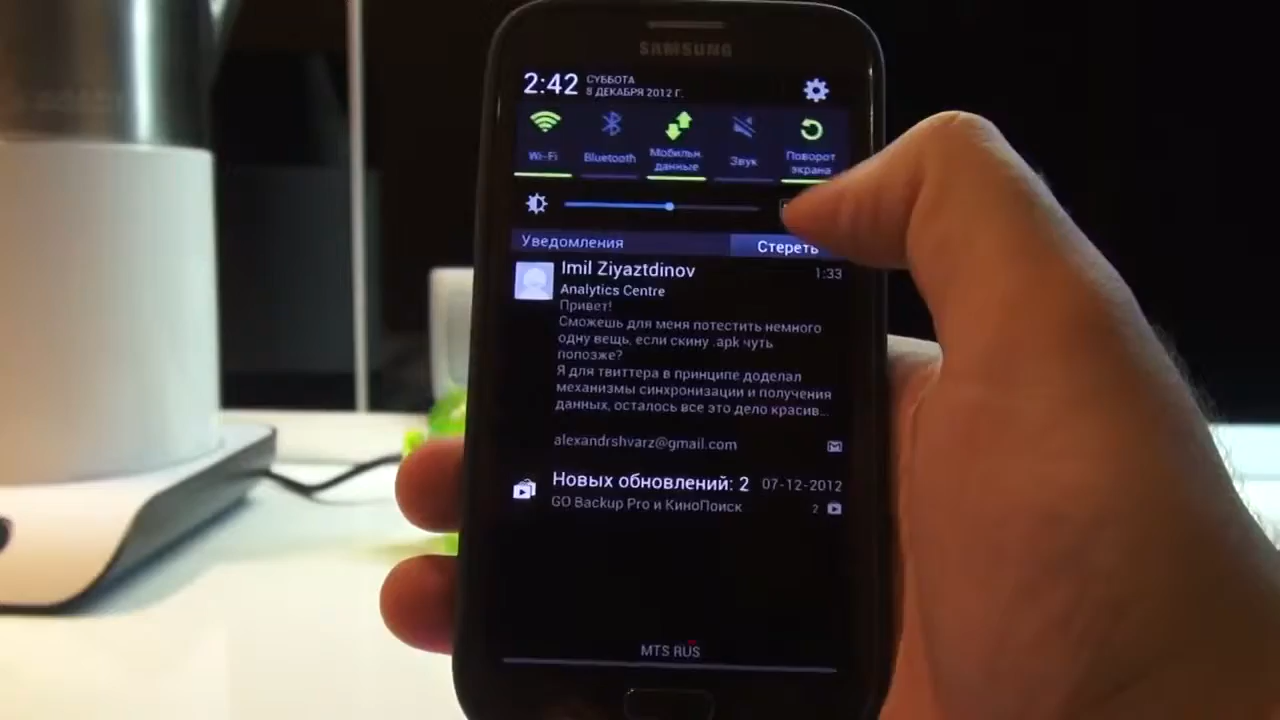 SAMSUNG
2:42
СУББОТА
8 ДЕКАБРЯ 2012 Г.
Wi-Fi
Bluetooth
Мобильн.
данные
Звук
Поворот
экрана
Уведомления
Стереть
Imil Ziyaztdinov
1:33
Analytics Centre
Привет!
Сможешь для меня потестить немного
одну вещь, если скину .apk чуть
попозже?
Я для твиттера в принципе доделал
механизмы синхронизации и получения
данных, осталось все это дело красив...
alexandrshvarz@gmail.com
Новых обновлений: 2
07-12-2012
GO Backup Pro и КиноПоиск
2
MTS RUS